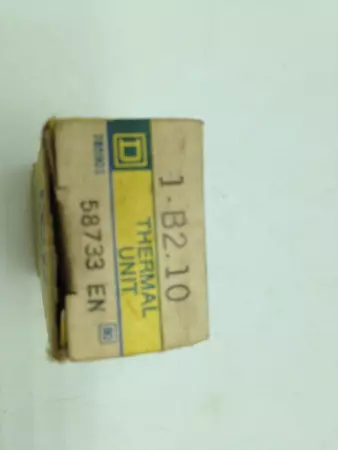 1-B2.10
THERMAL
UNIT
58733 EN